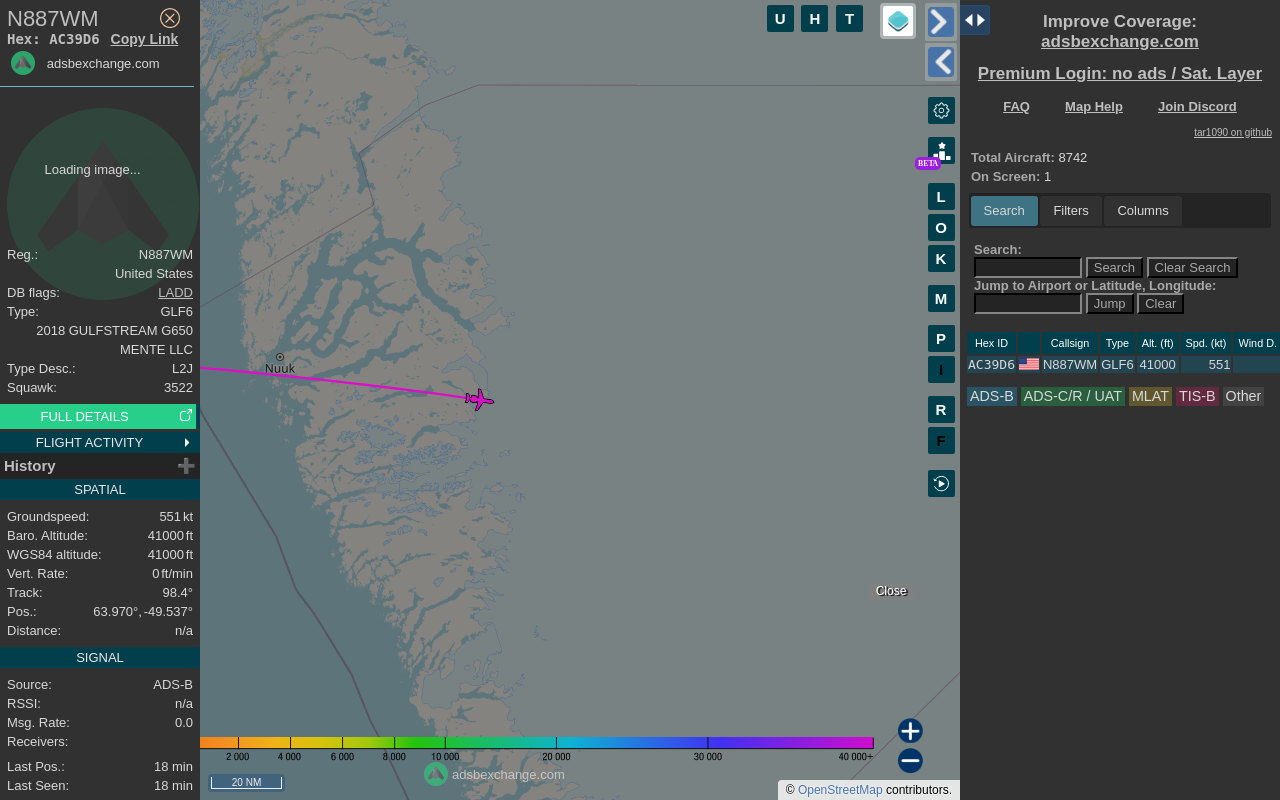 N887WM
Hex: AC39D6 Copy Link
adsbexchange.com
Loading image...
Reg.: N887WM
United States
DB flags: LADD
Type: GLF6
2018 GULFSTREAM G650
MENTE LLC
Type Desc.: L2J
Squawk: 3522
FULL DETAILS
FLIGHT ACTIVITY
History
SPATIAL
Groundspeed: 551 kt
Baro. Altitude: 41000 ft
WGS84 altitude: 41000 ft
Vert. Rate: 0 ft/min
Track: 98.4°
Pos.: 63.970°, -49.537°
Distance: n/a
SIGNAL
Source: ADS-B
RSSI: n/a
Msg. Rate: 0.0
Receivers:
Last Pos.: 18 min
Last Seen: 18 min
U H T
BETA
L
O
K
M
P
I
R
F
Nuuk
Close
2 000 4 000 6 000 8 000 10 000 20 000 30 000 40 000+
adsbexchange.com
20 NM
© OpenStreetMap contributors.
Improve Coverage:
adsbexchange.com
Premium Login: no ads / Sat. Layer
FAQ Map Help Join Discord
tar1090 on github
Total Aircraft: 8742
On Screen: 1
Search Filters Columns
Search:
Search Clear Search
Jump to Airport or Latitude, Longitude:
Jump Clear
Hex ID Callsign Type Alt. (ft) Spd. (kt) Wind D.
AC39D6 N887WM GLF6 41000 551
ADS-B ADS-C/R / UAT MLAT TIS-B Other